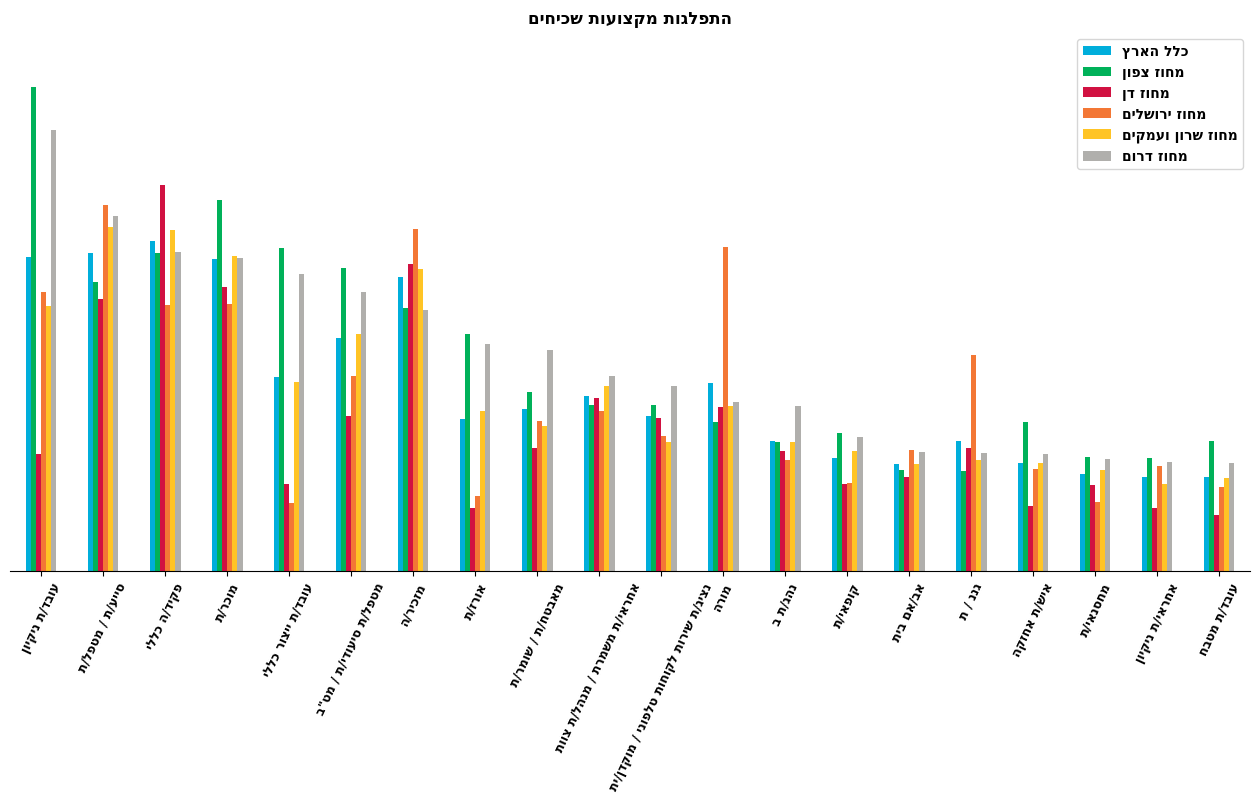 התפלגות מקצועות שכיחים
כלל הארץ
מחוז צפון
מחוז דן
מחוז ירושלים
מחוז שרון ועמקים
מחוז דרום
עובד/ת ניקיון
סייע/ת / מטפל/ת
פקיד/ה כללי
מוכר/ת
עובד/ת ייצור כללי
מטפל/ת סיעודי/ת / מט"ב
מזכיר/ה
אורז/ת
מאבטח/ת / שומר/ת
אחראי/ת משמרת / מנהל/ת צוות
נציג/ת שירות לקוחות טלפוני / מוקדן/ית
מורה
נהג/ת ב
קופאי/ת
אב/אם בית
גנן / ת
איש/ת אחזקה
מחסנאי/ת
אחראי/ת ניקיון
עובד/ת מטבח